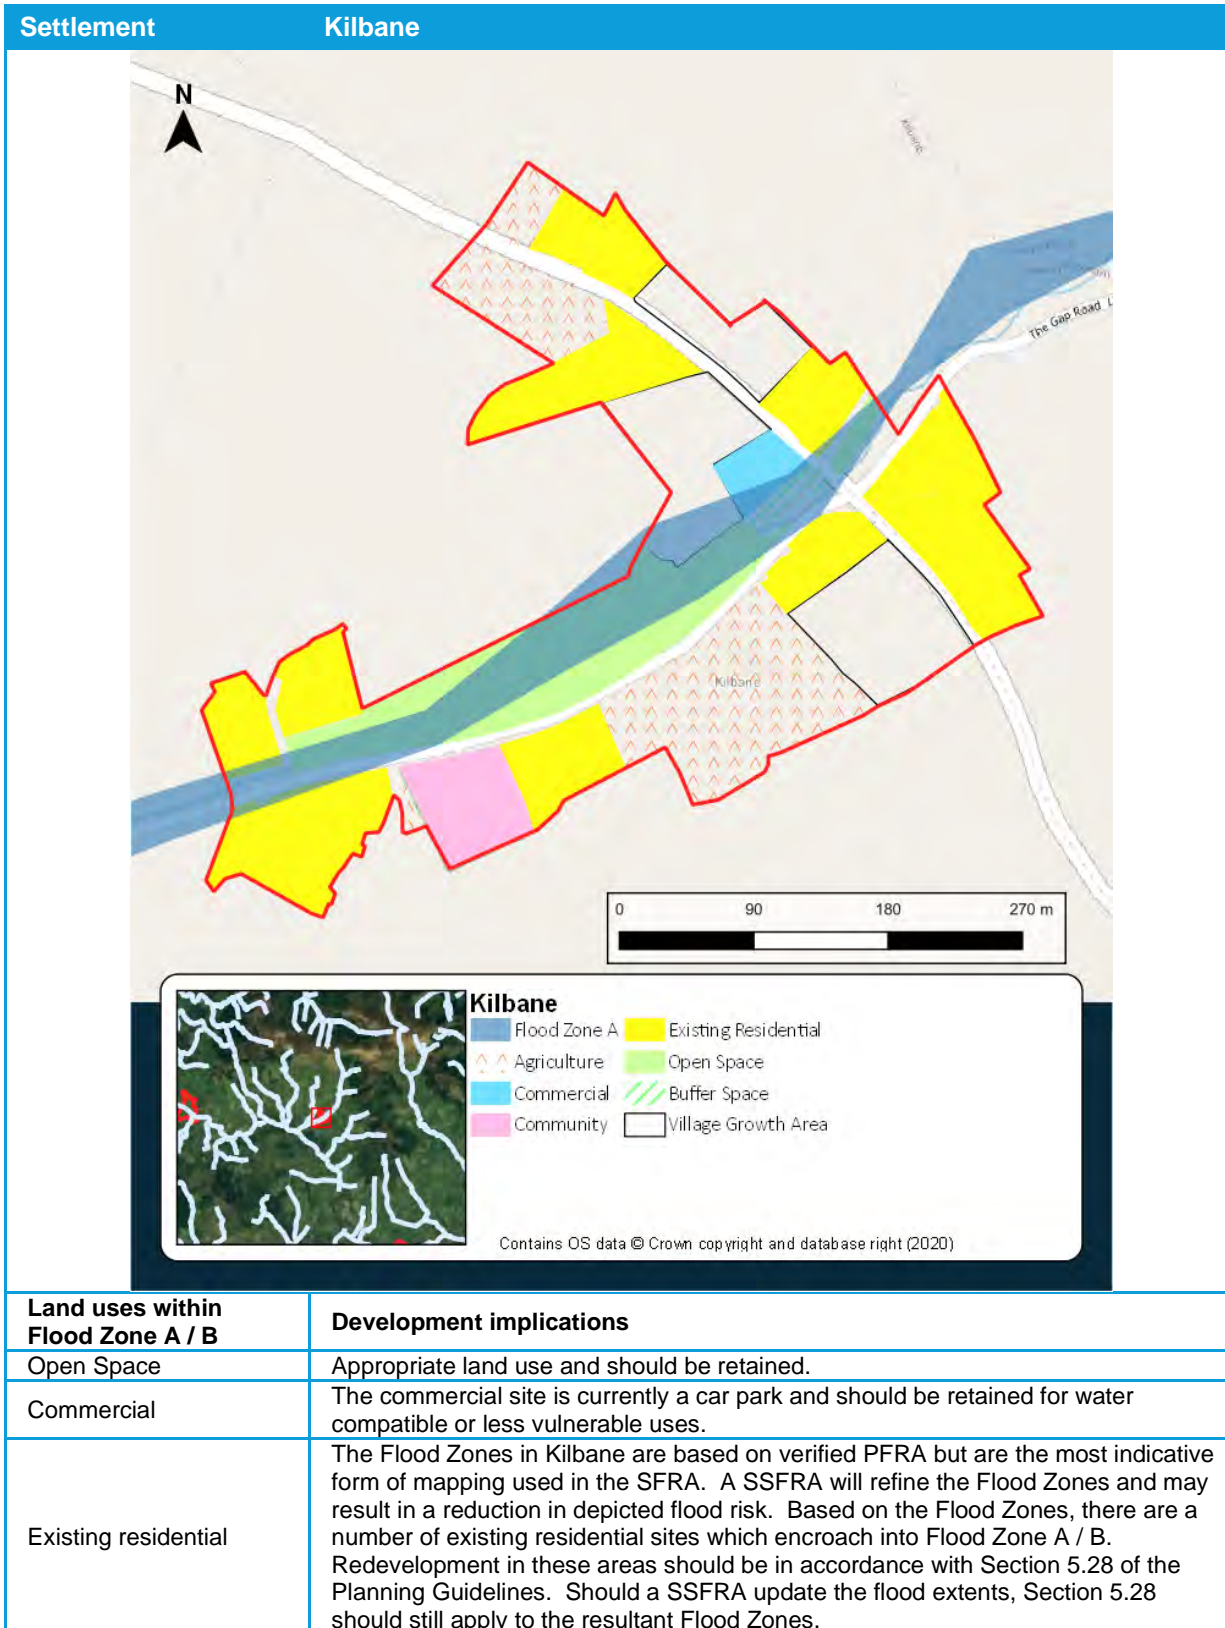 Settlement Kilbane
N
Kilbane
The Gap Road L
Kilbane
0 90 180 270 m
Kilbane
Flood Zone A Existing Residential
Agriculture Open Space
Commercial Buffer Space
Community Village Growth Area
Contains OS data © Crown copyright and database right (2020)
Land uses within
Flood Zone A / B
Development implications
Open Space
Appropriate land use and should be retained.
Commercial
The commercial site is currently a car park and should be retained for water
compatible or less vulnerable uses.
Existing residential
The Flood Zones in Kilbane are based on verified PFRA but are the most indicative
form of mapping used in the SFRA. A SSFRA will refine the Flood Zones and may
result in a reduction in depicted flood risk. Based on the Flood Zones, there are a
number of existing residential sites which encroach into Flood Zone A / B.
Redevelopment in these areas should be in accordance with Section 5.28 of the
Planning Guidelines. Should a SSFRA update the flood extents, Section 5.28
should still apply to the resultant Flood Zones.